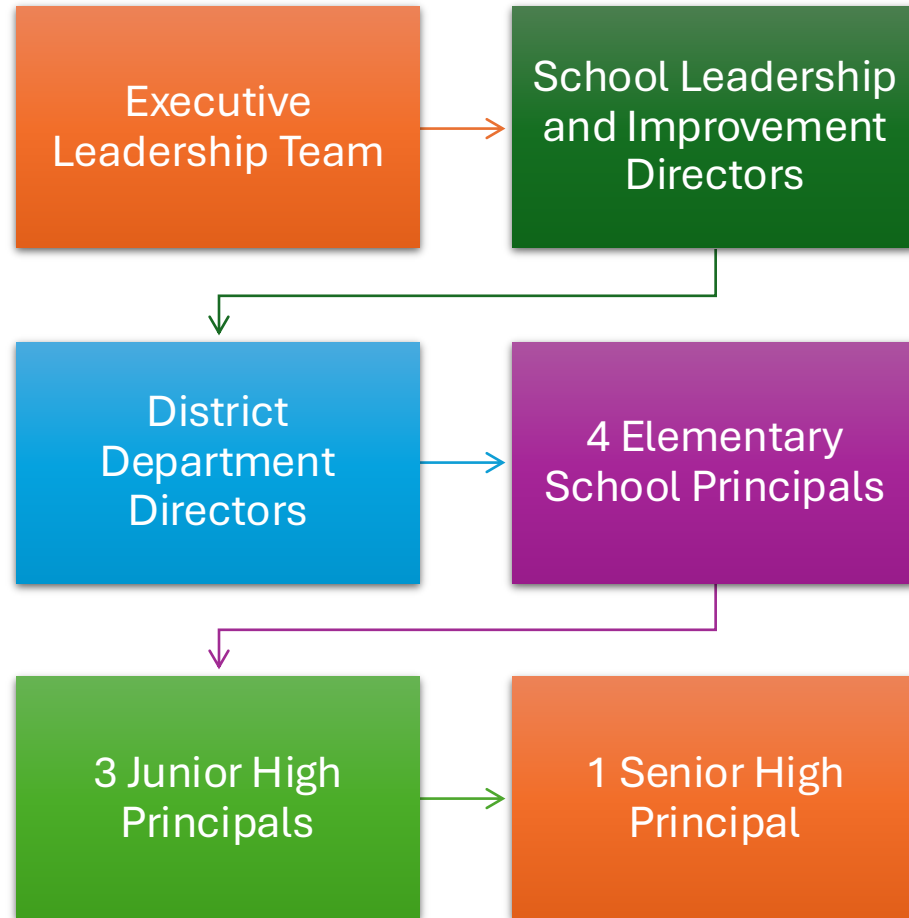 Executive
Leadership Team
School Leadership
and Improvement
Directors
District
Department
Directors
4 Elementary
School Principals
3 Junior High
Principals
1 Senior High
Principal